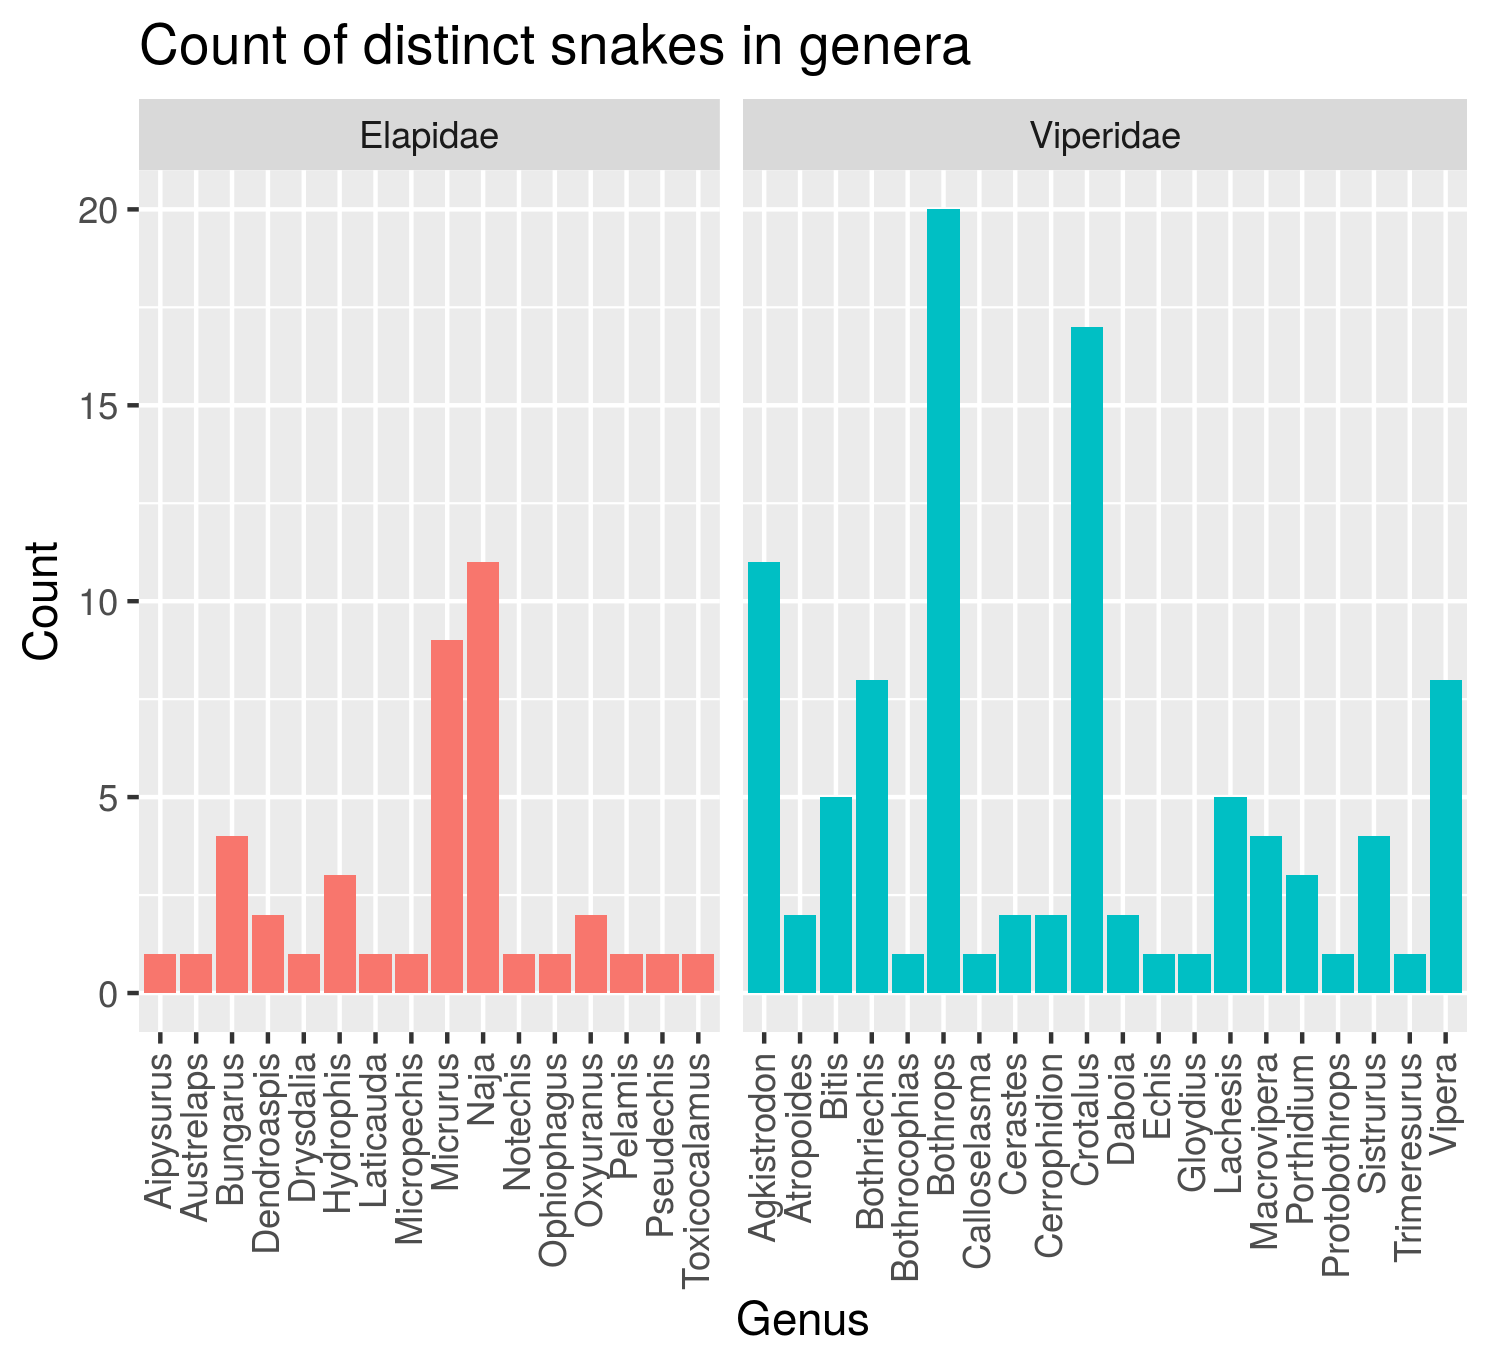 Count of distinct snakes in genera
Elapidae
Viperidae
Count
20
15
10
5
0
Aipysurus
Austrelaps
Bungarus
Dendroaspis
Drysdalia
Hydrophis
Laticauda
Micropechis
Micrurus
Naja
Notechis
Ophiophagus
Oxyuranus
Pelamis
Pseudechis
Toxicocalamus
Agkistrodon
Atropoides
Bitis
Bothriechis
Bothrocophias
Bothrops
Calloselasma
Cerastes
Cerrophidion
Crotalus
Daboia
Echis
Gloydius
Lachesis
Macrovipera
Porthidium
Protobothrops
Sistrurus
Trimeresurus
Vipera
Genus